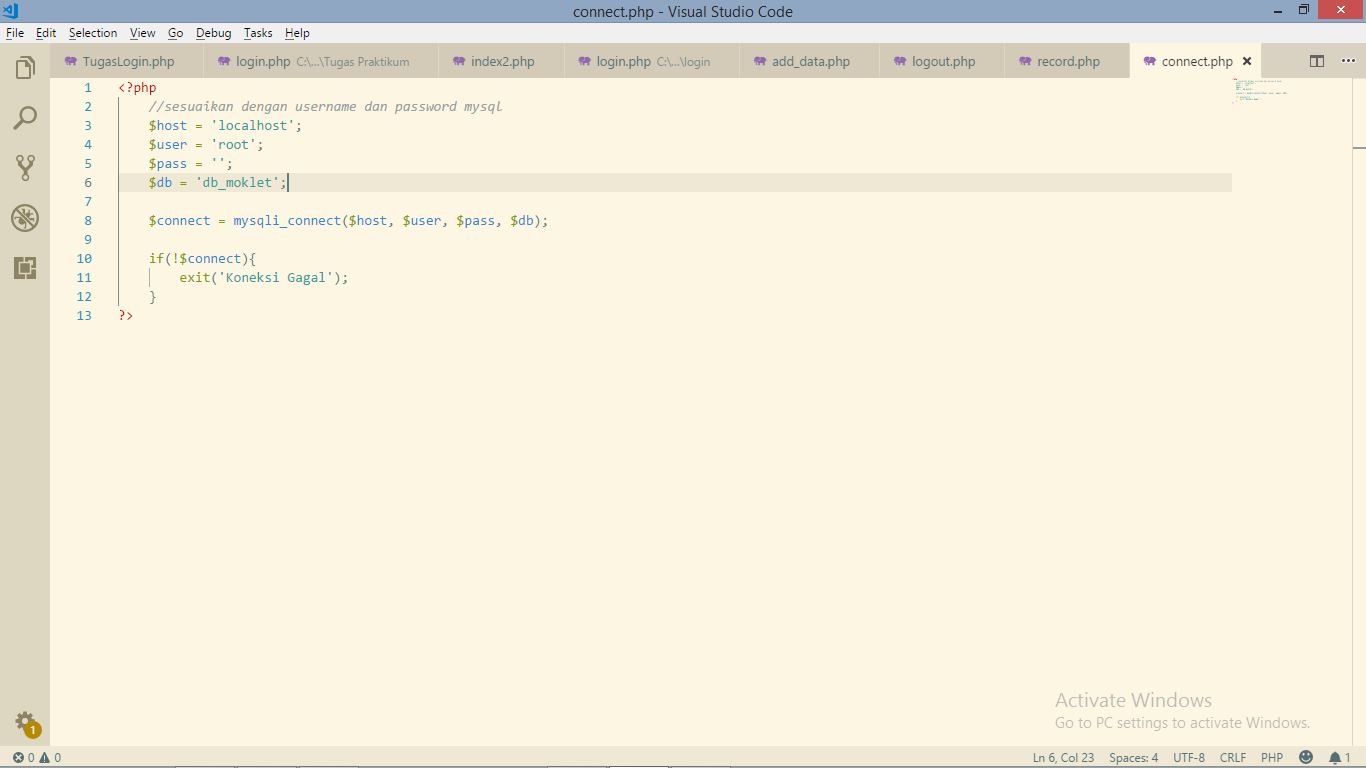 connect.php - Visual Studio Code
File Edit Selection View Go Debug Tasks Help
TugasLogin.php login.php C:\...\Tugas Praktikum index2.php login.php C:\...\login add_data.php logout.php record.php connect.php
1 <?php
2 //sesuaikan dengan username dan password mysql
3 $host = 'localhost';
4 $user = 'root';
5 $pass = '';
6 $db = 'db_moklet';
7
8 $connect = mysqli_connect($host, $user, $pass, $db);
9
10 if(!$connect){
11 exit('Koneksi Gagal');
12 }
13 ?>
Activate Windows
Go to PC settings to activate Windows.
1
0 0 Ln 6, Col 23 Spaces: 4 UTF-8 CRLF PHP 1